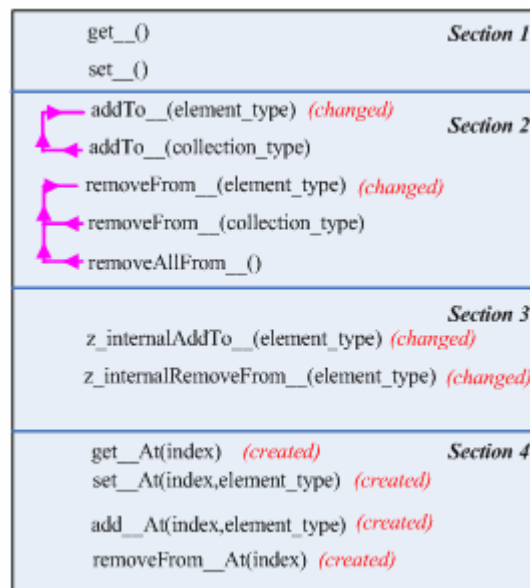 get__() Section 1
set__()
addTo__(element_type) (changed)
Section 2
addTo__(collection_type)
removeFrom__(element_type) (changed)
removeFrom__(collection_type)
removeAllFrom__()
Section 3
z_internalAddTo__(element_type) (changed)
z_internalRemoveFrom__(element_type) (changed)
get__At(index) (created) Section 4
set__At(index,element_type) (created)
add__At(index,element_type) (created)
removeFrom__At(index) (created)